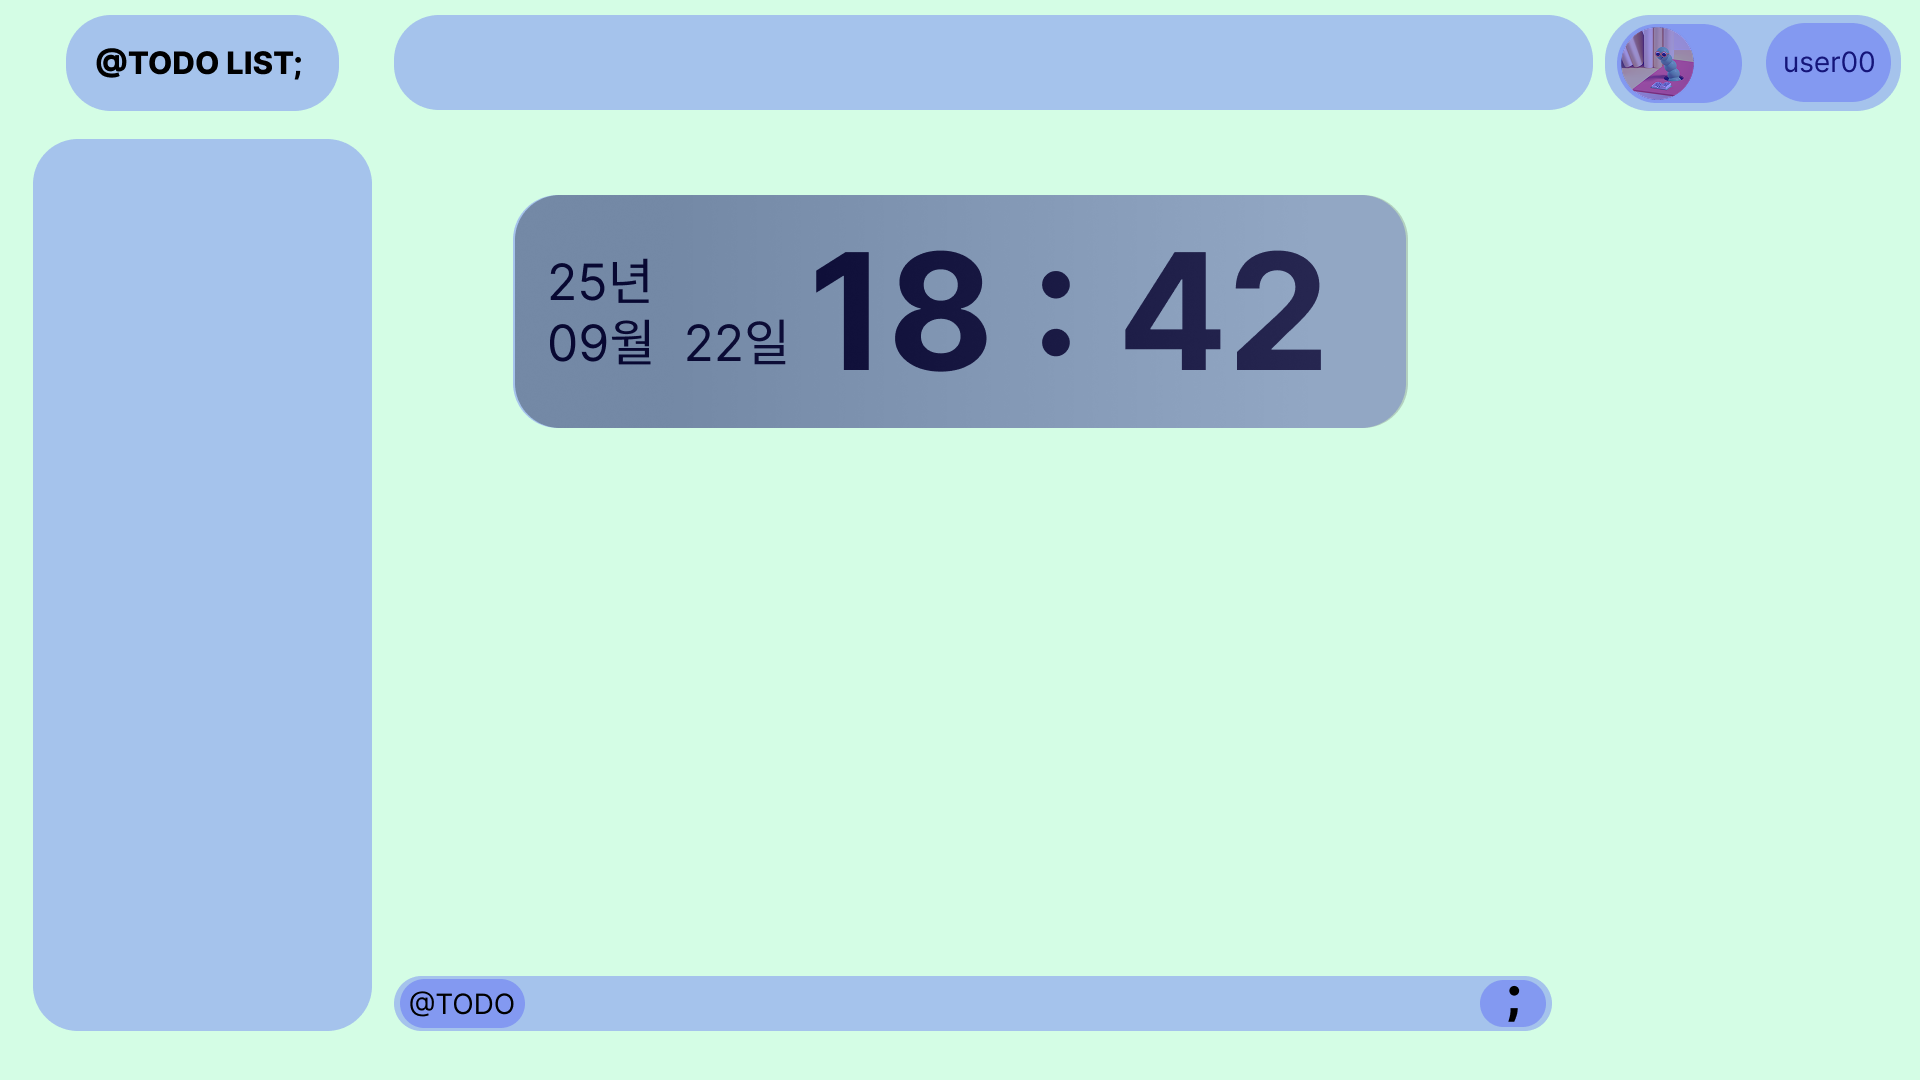 @TODO LIST;
user00
25년
09월 22일
18 : 42
@TODO
;